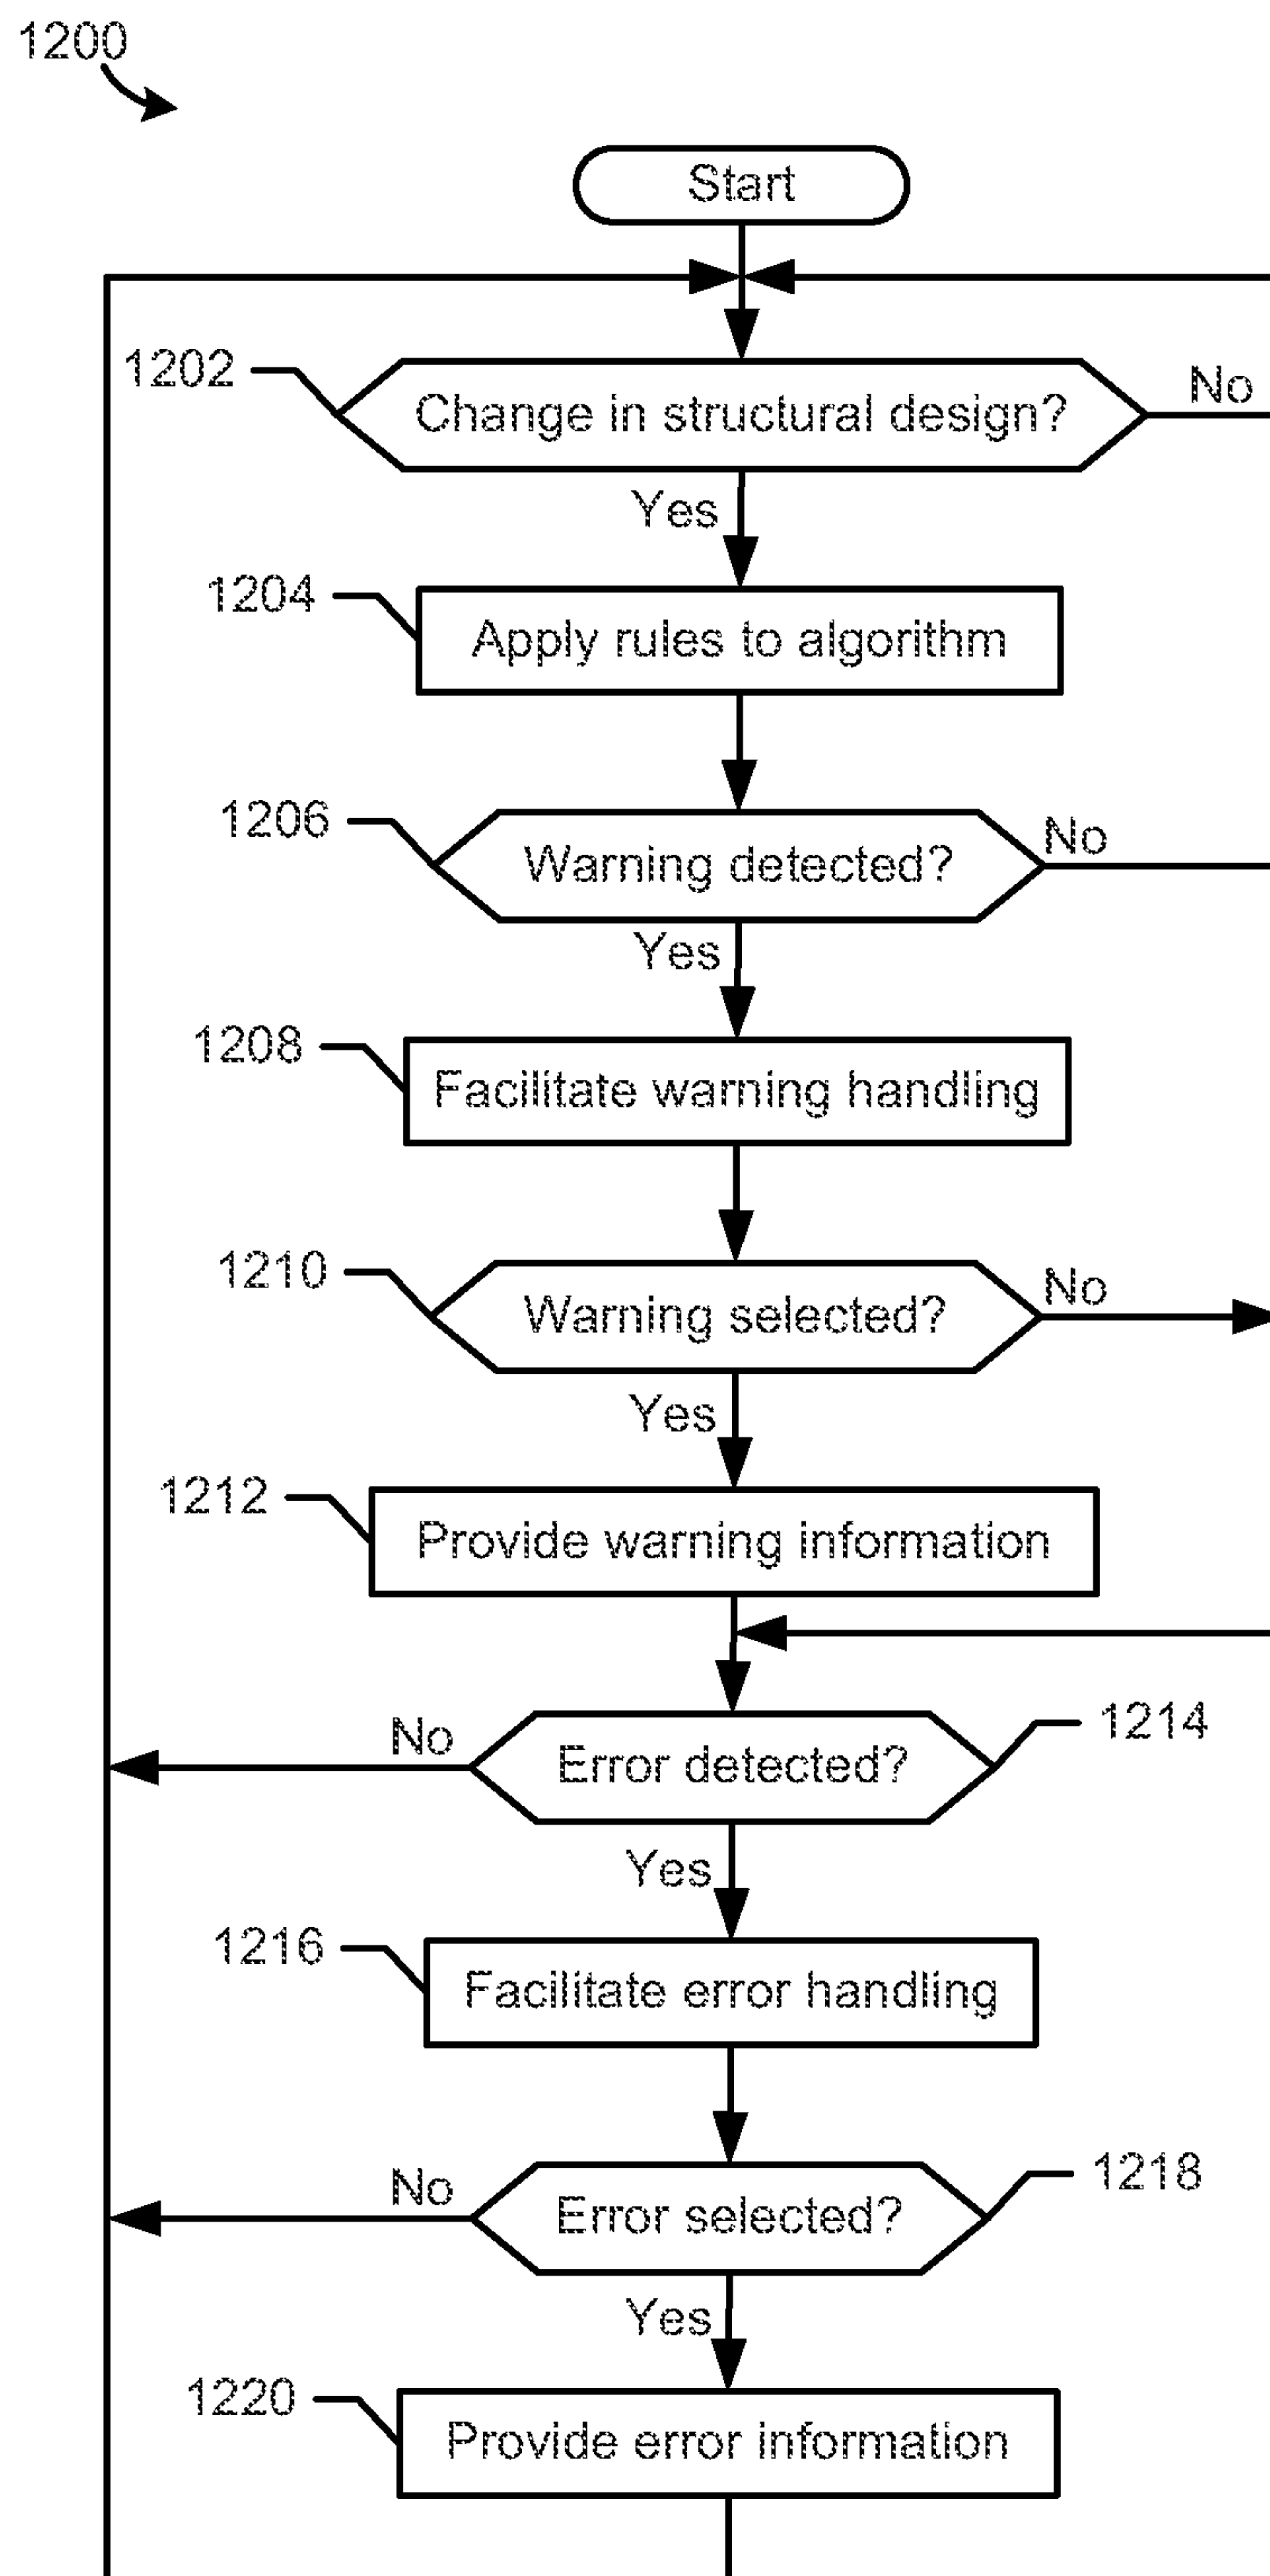 1200
Start
1202
Change in structural design?
No
Yes
1204
Apply rules to algorithm
1206
Warning detected?
No
Yes
1208
Facilitate warning handling
1210
Warning selected?
No
Yes
1212
Provide warning information
No
Error detected?
1214
Yes
1216
Facilitate error handling
No
Error selected?
1218
Yes
1220
Provide error information